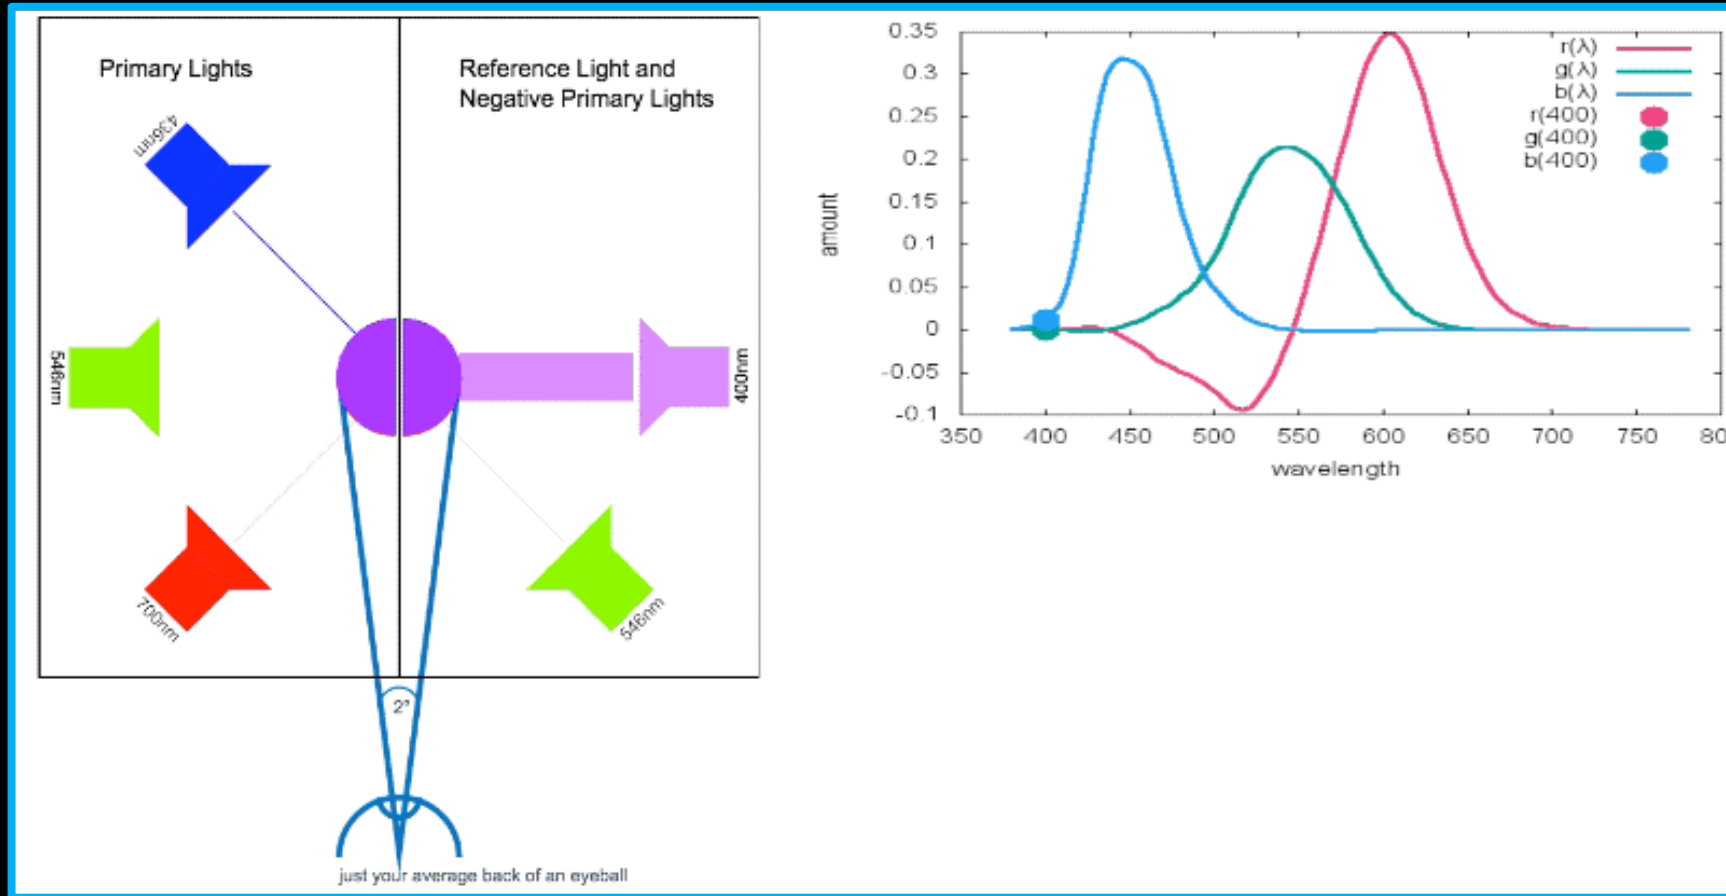 Primary Lights
Reference Light and
Negative Primary Lights
436nm
546nm
400nm
700nm
546nm
2°
just your average back of an eyeball
0.35
0.3
0.25
0.2
0.15
0.1
0.05
0
-0.05
-0.1
amount
r(λ)
g(λ)
b(λ)
r(400)
g(400)
b(400)
350 400 450 500 550 600 650 700 750 80
wavelength